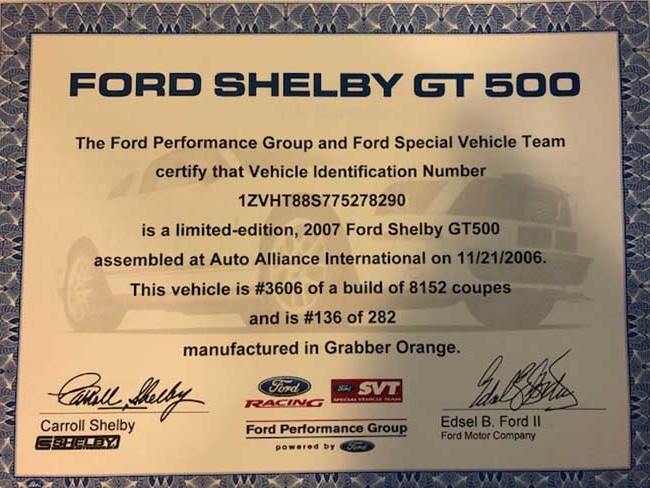 FORD SHELBY GT 500
The Ford Performance Group and Ford Special Vehicle Team
certify that Vehicle Identification Number
1ZVHT88S775278290
is a limited-edition, 2007 Ford Shelby GT500
assembled at Auto Alliance International on 11/21/2006.
This vehicle is #3606 of a build of 8152 coupes
and is #136 of 282
manufactured in Grabber Orange.
Carroll Shelby
Carroll Shelby
SHELBY
Ford
RACING
Ford SVT
SPECIAL VEHICLE TEAM
Ford Performance Group
powered by Ford
Edsel B. Ford II
Ford Motor Company